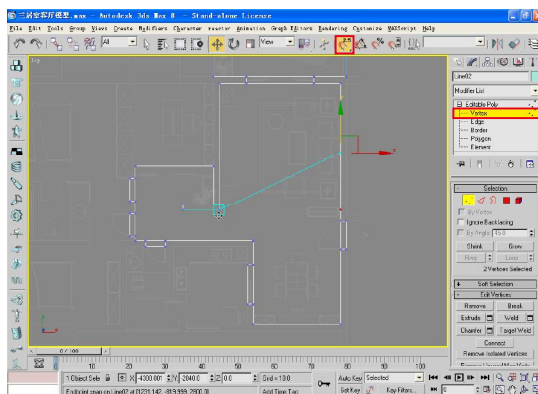 三居室客厅模型.max - Autodesk 3ds Max 8 - Stand-alone License
File Edit Tools Group Views Create Modifiers Character reactor Animation Graph Editors Rendering Customize MAXScript Help
All
View
Top
Line02
Modifier List
Editable Poly
Vertex
Edge
Border
Polygon
Element
Selection
By Vertex
Ignore Backfacing
By Angle 45.0
Shrink Grow
Ring Loop
2 Vertices Selected
Soft Selection
Edit Vertices
Remove Break
Extrude Weld
Chamfer Target Weld
Connect
Remove Isolated Vertices
0 / 100
10 20 30 40 50 60 70 80 90 100
1 Object Sele X -4300.001 Y -2040.0 Z 0.0 Grid = 10.0
Auto Key Selected
Add Time Tag
Set Key Key Filters...